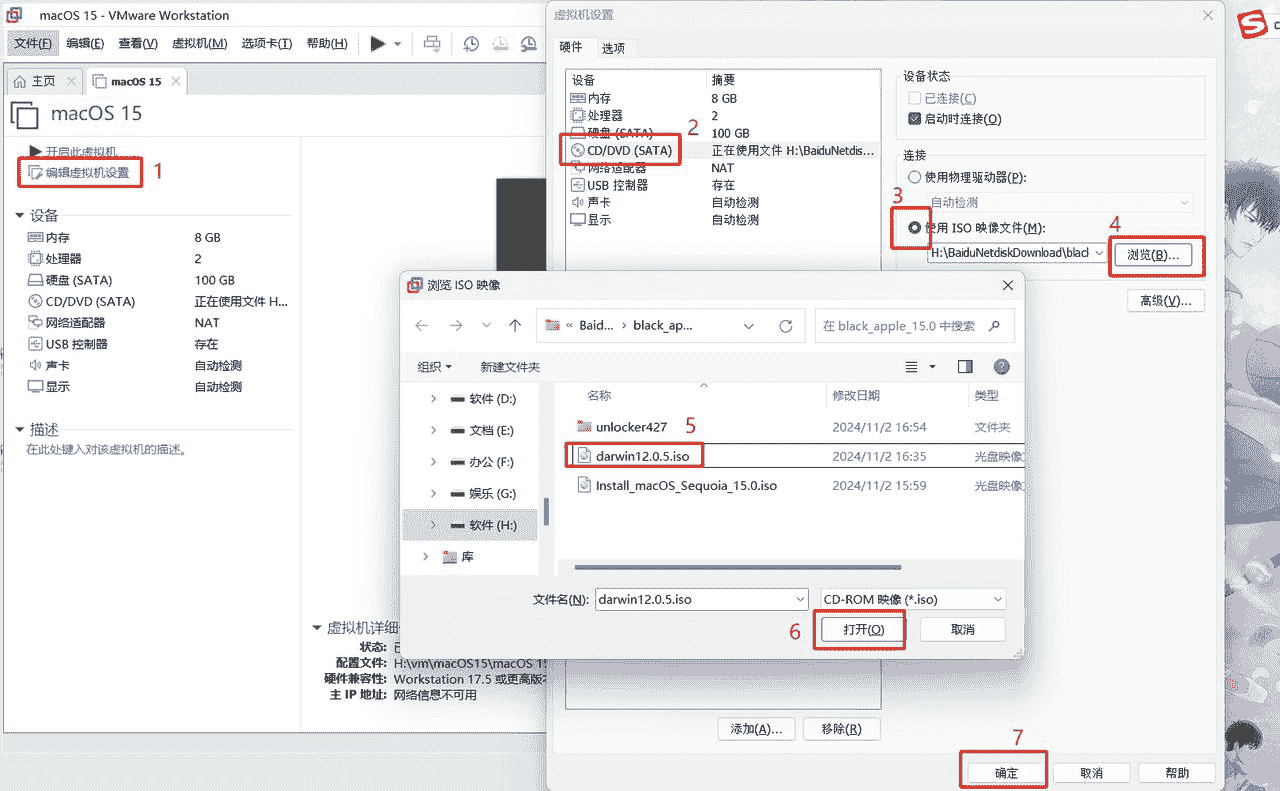 macOS 15 - VMware Workstation
文件(F) 编辑(E) 查看(V) 虚拟机(M) 选项卡(T) 帮助(H)
主页 macOS 15
macOS 15
开启此虚拟机
编辑虚拟机设置 1
设备
内存 8 GB
处理器 2
硬盘 (SATA) 100 GB
CD/DVD (SATA) 正在使用文件 H...
网络适配器 NAT
USB 控制器 存在
声卡 自动检测
显示 自动检测
描述
在此处键入对该虚拟机的描述。
虚拟机详细
状态:
配置文件: H:\vm\macOS15\macOS 15
硬件兼容性: Workstation 17.5 或更高版本
主 IP 地址: 网络信息不可用
虚拟机设置
硬件 选项
设备 摘要
内存 8 GB
处理器 2
硬盘 (SATA) 100 GB
2
CD/DVD (SATA) 正在使用文件 H:\BaiduNetdis...
网络适配器 NAT
USB 控制器 存在
声卡 自动检测
显示 自动检测
添加(A)... 移除(R)
设备状态
已连接(C)
启动时连接(O)
连接
使用物理驱动器(P):
3
自动检测
使用 ISO 映像文件(M):
4
H:\BaiduNetdiskDownload\black
浏览(B)...
高级(V)...
浏览 ISO 映像
« Baid... › black_ap... 在 black_apple_15.0 中搜索
组织 新建文件夹
软件 (D:)
文档 (E:)
办公 (F:)
娱乐 (G:)
软件 (H:)
库
名称 修改日期 类型
unlocker427 5 2024/11/2 16:54 文件夹
darwin12.0.5.iso 2024/11/2 16:35 光盘映像
Install_macOS_Sequoia_15.0.iso 2024/11/2 15:59 光盘映像
文件名(N): darwin12.0.5.iso CD-ROM 映像 (*.iso)
6 打开(O) 取消
7
确定 取消 帮助